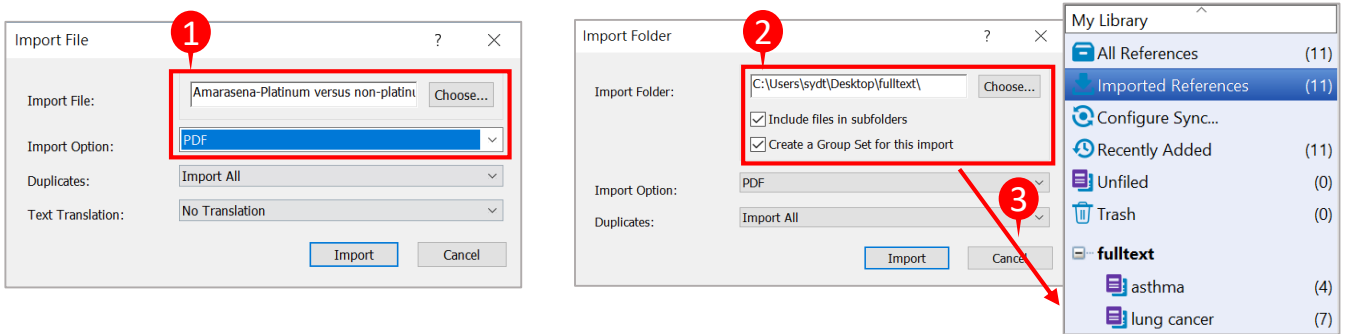 1
Import File ? ×
Import File: Amarasena-Platinum versus non-platinu Choose...
Import Option: PDF
Duplicates: Import All
Text Translation: No Translation
Import Cancel
2
Import Folder ? ×
Import Folder: C:\Users\sydt\Desktop\fulltext\ Choose...
Include files in subfolders
Create a Group Set for this import
Import Option: PDF
Duplicates: Import All
Import Cancel
3
My Library
All References (11)
Imported References (11)
Configure Sync...
Recently Added (11)
Unfiled (0)
Trash (0)
fulltext
asthma (4)
lung cancer (7)